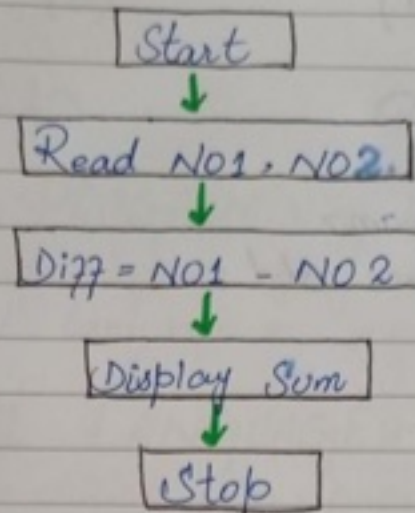 Start
Read NO1, NO2.
Diff = NO1 - NO2
Display Sum
Stop